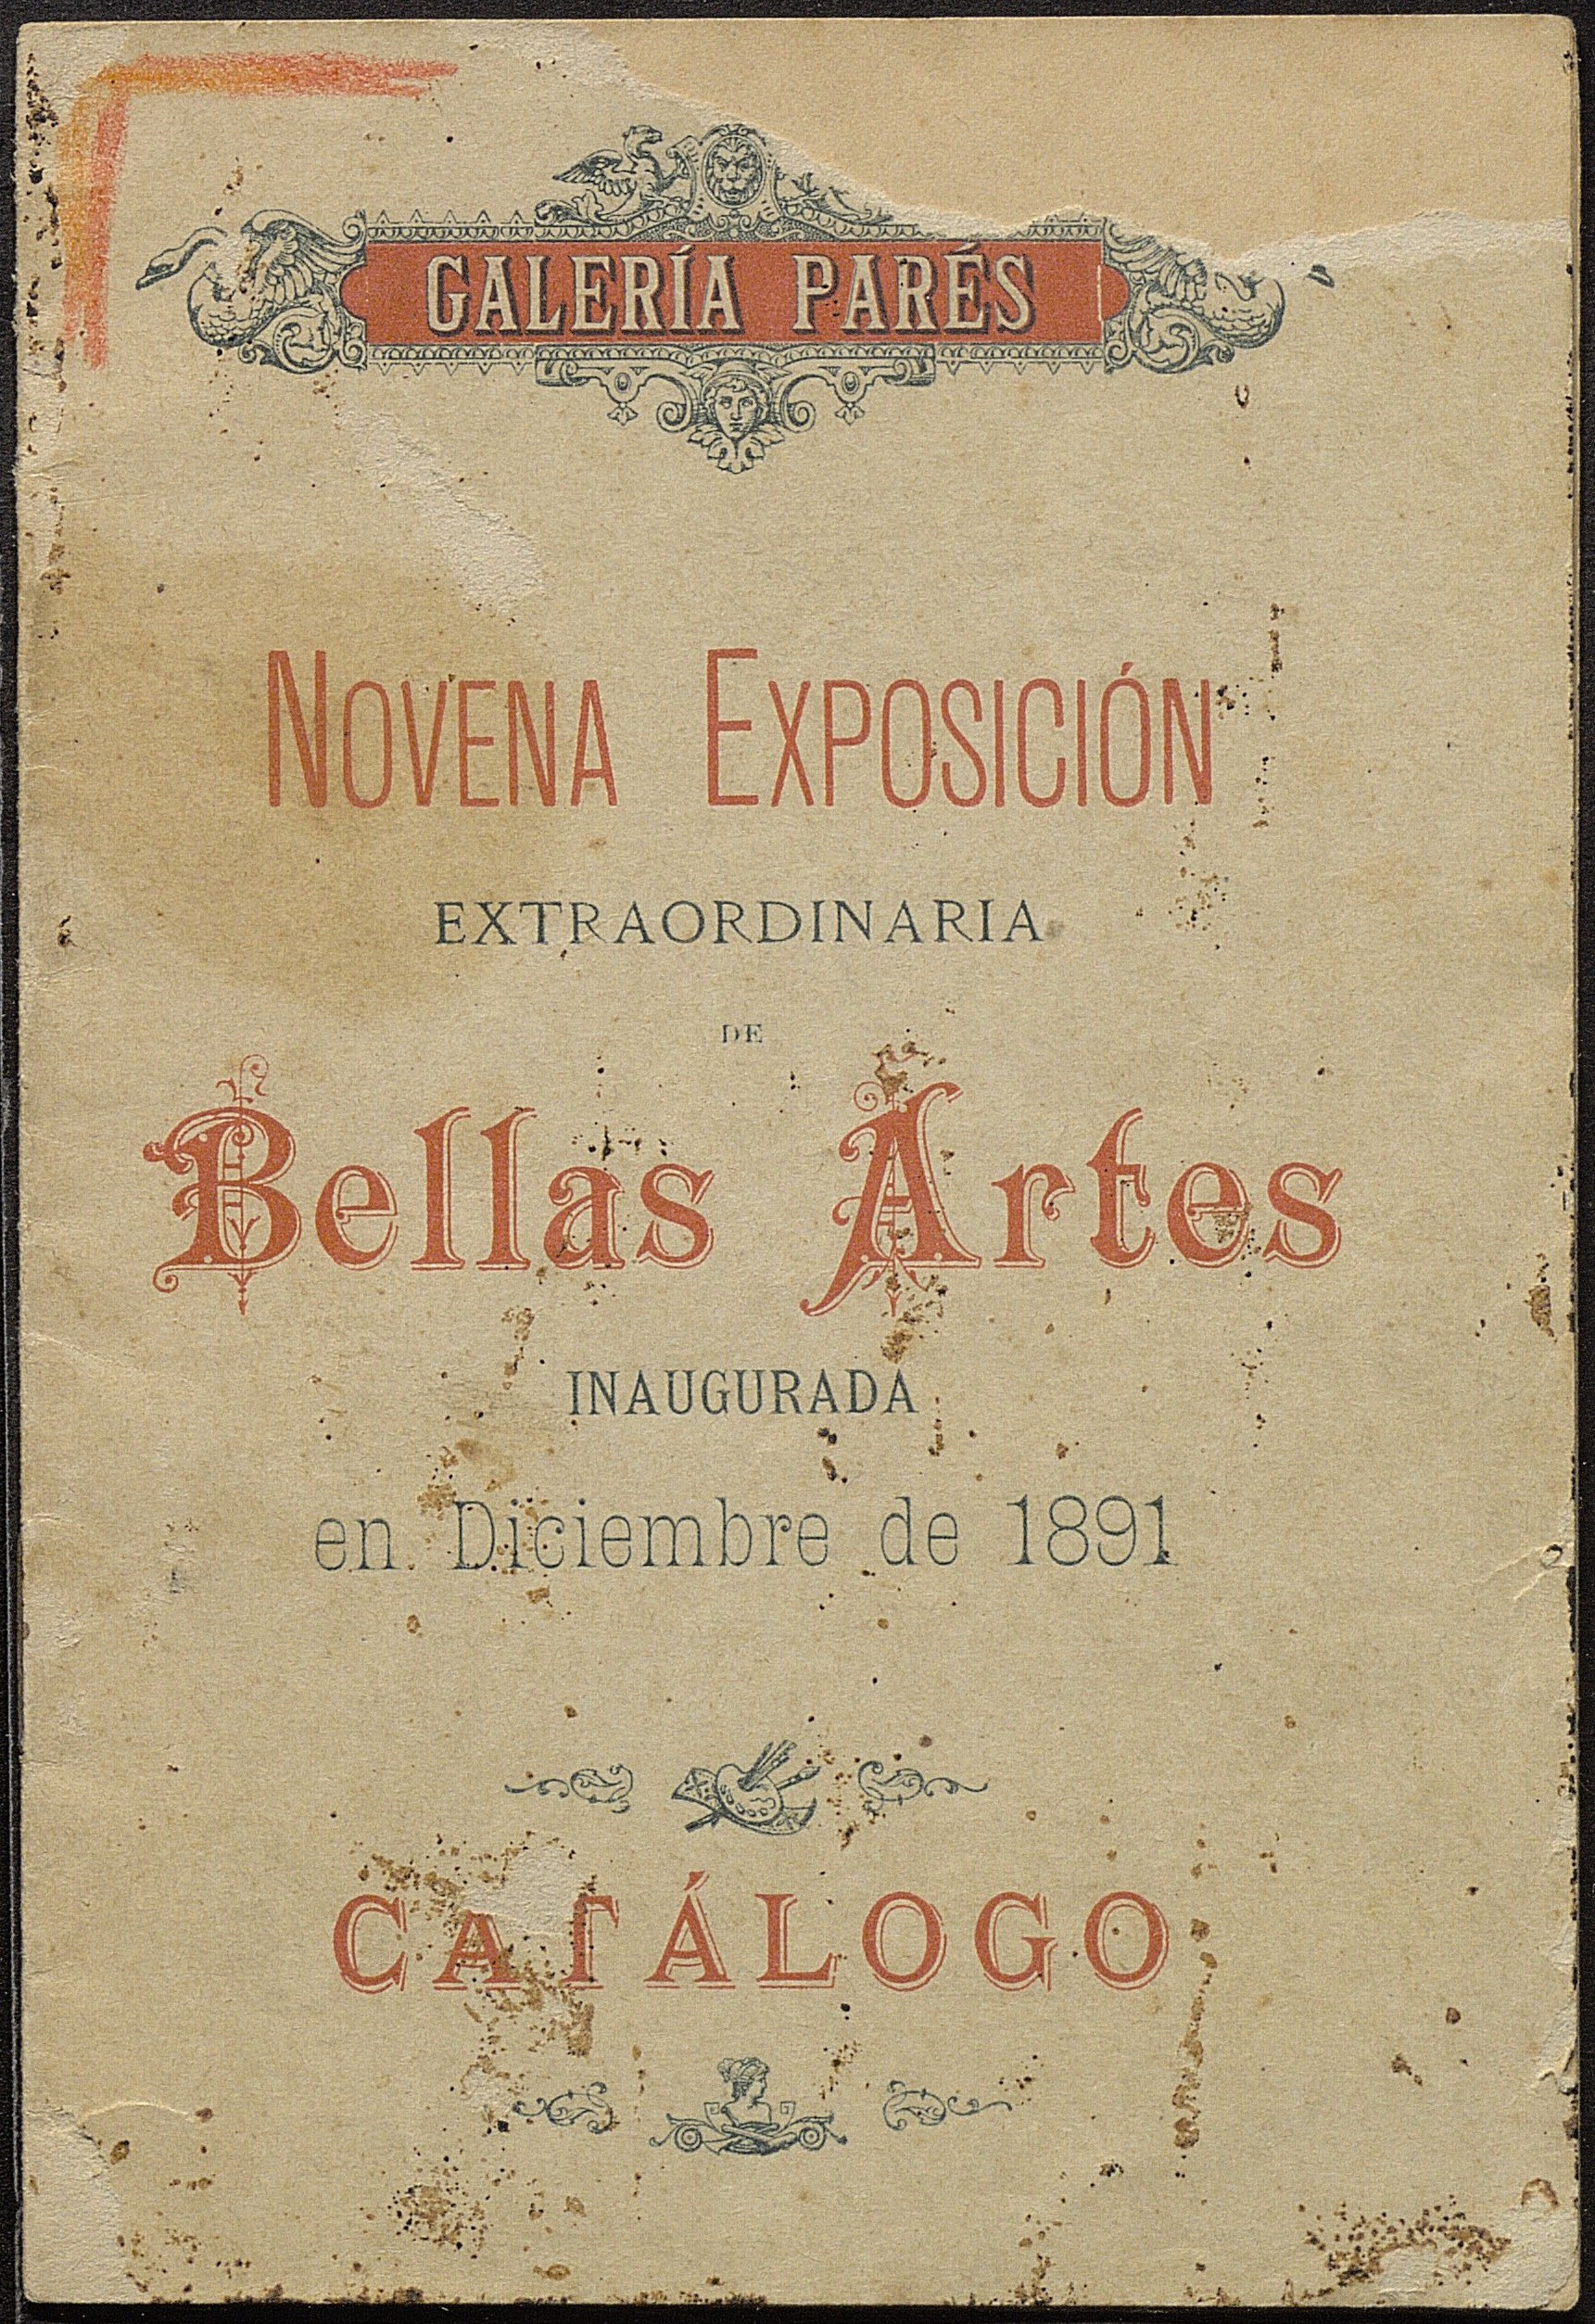 GALERÍA PARÉS
NOVENA EXPOSICIÓN
EXTRAORDINARIA
DE
Bellas Artes
INAUGURADA
en Diciembre de 1891
CATÁLOGO